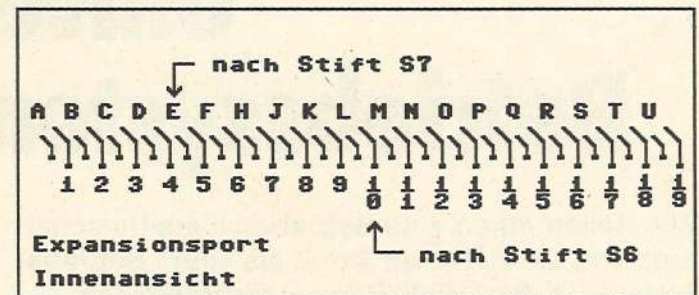 nach Stift S7
A B C D E F H J K L M N O P Q R S T U
1 2 3 4 5 6 7 8 9 10 11 12 13 14 15 16 17 18 19
Expansionsport
nach Stift S6
Innenansicht